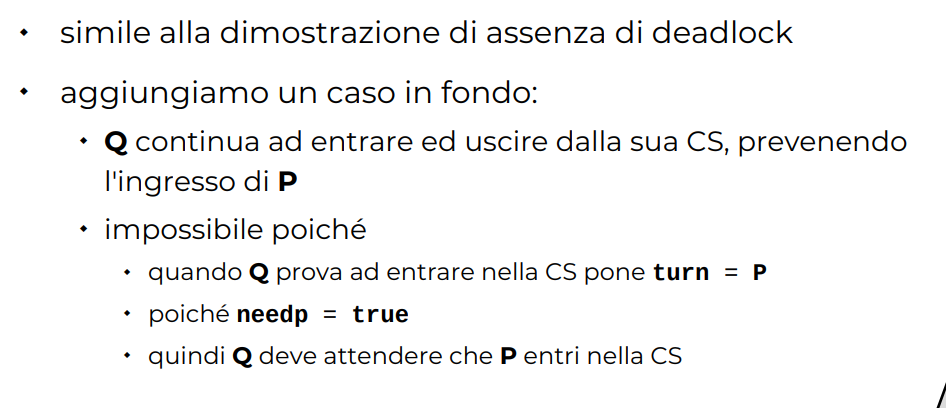 simile alla dimostrazione di assenza di deadlock
aggiungiamo un caso in fondo:
Q continua ad entrare ed uscire dalla sua CS, prevenendo
l'ingresso di P
impossibile poiché
quando Q prova ad entrare nella CS pone turn = P
poiché needp = true
quindi Q deve attendere che P entri nella CS